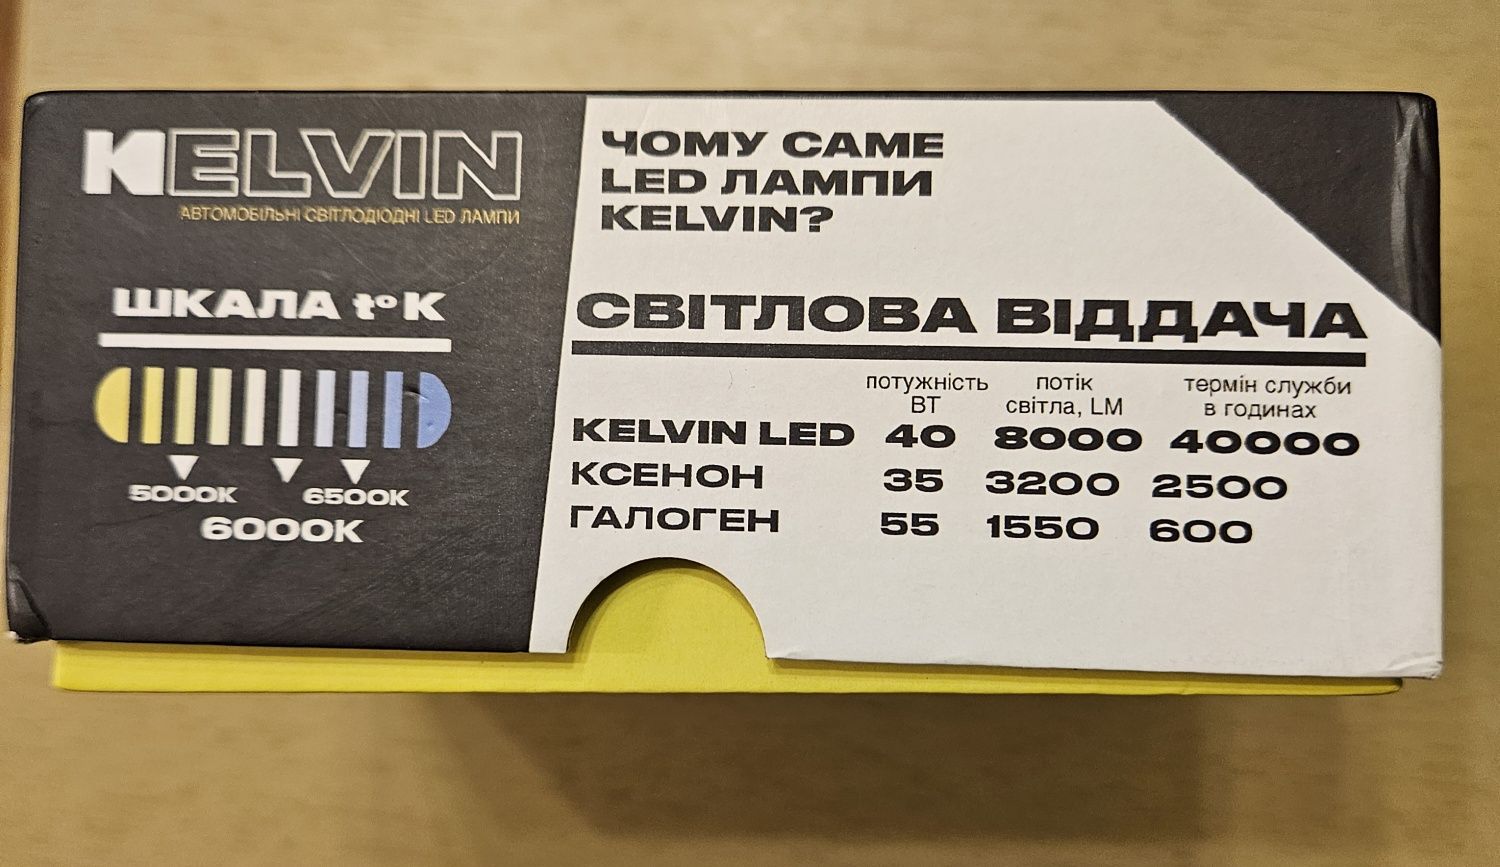 KELVIN
АВТОМОБІЛЬНІ СВІТЛОДІОДНІ LED ЛАМПИ
ШКАЛА t°K
5000K
6500K
6000K
ЧОМУ САМЕ
LED ЛАМПИ
KELVIN?
СВІТЛОВА ВІДДАЧА
потужність ВТ
потік світла, LM
термін служби в годинах
KELVIN LED 40 8000 40000
КСЕНОН 35 3200 2500
ГАЛОГЕН 55 1550 600